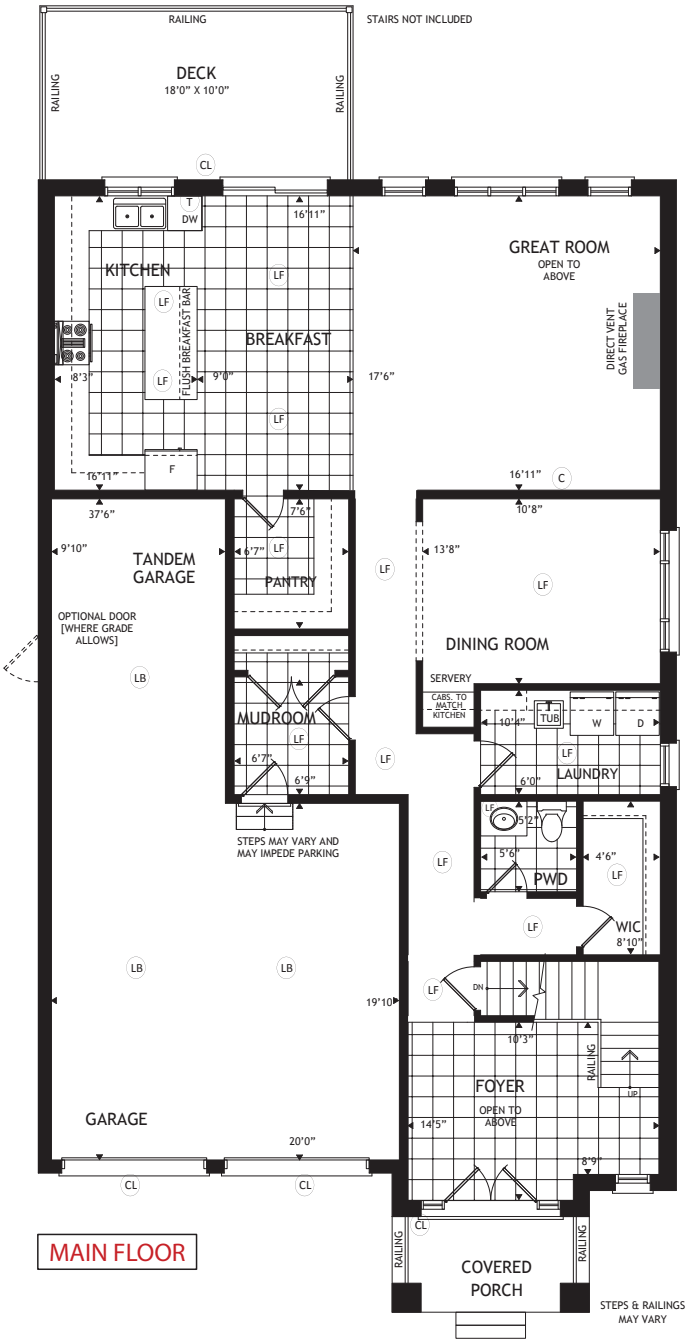 RAILING
STAIRS NOT INCLUDED
RAILING
DECK
18'0" X 10'0"
RAILING
CL
T
DW
16'11"
KITCHEN
LF
GREAT ROOM
OPEN TO
ABOVE
LF
FLUSH BREAKFAST BAR
BREAKFAST
DIRECT VENT
GAS FIREPLACE
8'3"
LF
9'0"
17'6"
LF
16'11"
F
16'11"
C
37'6"
7'6"
10'8"
9'10"
TANDEM
GARAGE
6'7"
LF
13'8"
LF
LF
PANTRY
OPTIONAL DOOR
[WHERE GRADE
ALLOWS]
DINING ROOM
LB
SERVERY
CABS. TO
MATCH
KITCHEN
MUDROOM
LF
10'4"
TUB
W
D
LF
LF
6'7"
6'9"
6'0"
LAUNDRY
STEPS MAY VARY AND
MAY IMPEDE PARKING
LF
5'2"
5'6"
4'6"
LF
LF
PWD
LF
WIC
8'10"
LB
LB
LF
DN
19'10
10'3"
RAILING
FOYER
OPEN TO
ABOVE
UP
GARAGE
14'5"
20'0"
8'9"
CL
CL
CL
MAIN FLOOR
RAILING
RAILING
COVERED
PORCH
STEPS & RAILINGS
MAY VARY